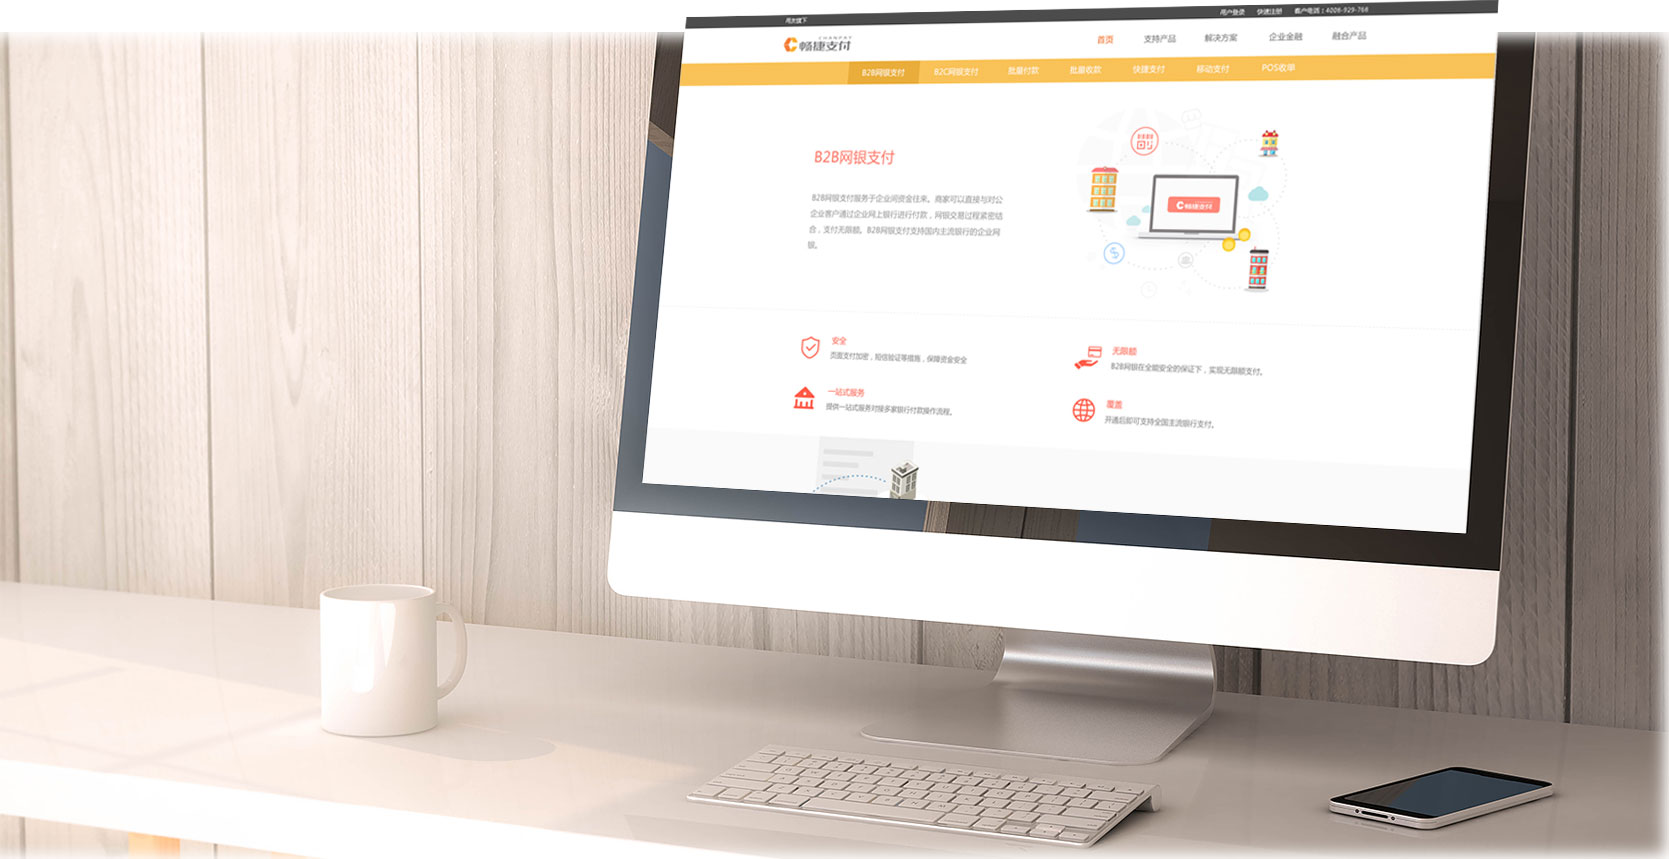 用友旗下
用户登录 快速注册 客户电话：4008-929-768
CHANPAY
畅捷支付
首页 支持产品 解决方案 企业金融 融合产品
B2B网银支付 B2C网银支付 批量付款 批量收款 快捷支付 移动支付 POS收单
B2B网银支付
B2B网银支付服务于企业间资金往来。商家可以直接与对公
企业客户通过企业网上银行进行付款，网银交易过程紧密结
合，支付无限额。B2B网银支付支持国内主流银行的企业网
银。
畅捷支付
安全
页面支付加密，短信验证等措施，保障资金安全
无限额
B2B网银在全能安全的保证下，实现无限额支付。
一站式服务
提供一站式服务对接多家银行付款操作流程。
覆盖
开通后即可支持全国主流银行支付。